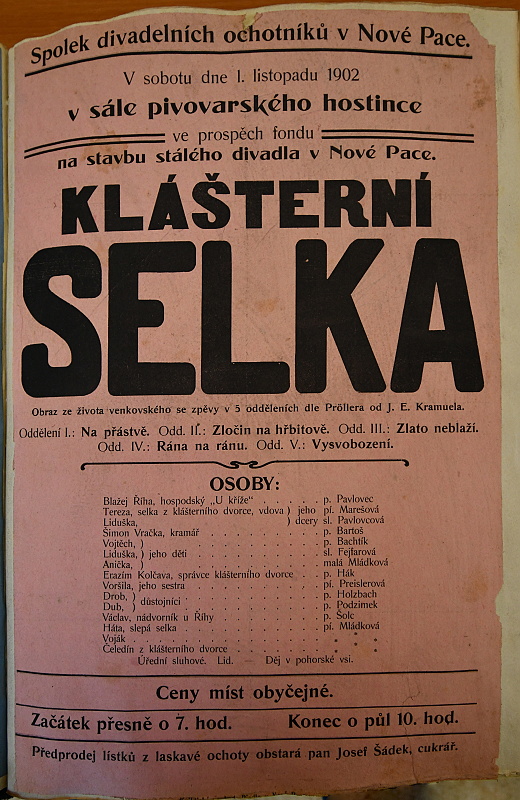 Spolek divadelních ochotníků v Nové Pace.
V sobotu dne 1. listopadu 1902
v sále pivovarského hostince
ve prospěch fondu
na stavbu stálého divadla v Nové Pace.
KLÁŠTERNÍ
SELKA
Obraz ze života venkovského se zpěvy v 5 odděleních dle Pröllera od J. E. Kramuela.
Oddělení I.: Na přástvě. Odd. II.: Zločin na hřbitově. Odd. III.: Zlato neblaží.
Odd. IV.: Rána na ránu. Odd. V.: Vysvobození.
OSOBY:
Blažej Říha, hospodský „U kříže" . . . . . p. Pavlovec
Tereza, selka z klášterního dvorce, vdova ) jeho pí. Marešová
Liduška, ) dcery sl. Pavlovcová
Šimon Vračka, kramář . . . . . . . . . p. Bartoš
Vojtěch, ) p. Bachtík
Liduška, ) jeho děti . . . . . . . . . . sl. Fejfarová
Anička, ) malá Mládková
Erazím Kolčava, správce klášterního dvorce . . p. Hák
Voršila, jeho sestra . . . . . . . . . . pí. Preislerová
Drob, ) důstojníci . . . . . . . . . . p. Holzbach
Dub, ) p. Podzimek
Václav, nádvorník u Říhy . . . . . . . . p. Šolc
Háta, slepá selka . . . . . . . . . . pí. Mládková
Voják . . . . . . . . . . . . . * *
Čeledín z klášterního dvorce . . . . . . . *
Úřední sluhové. Lid. — Děj v pohorské vsi.
Ceny míst obyčejné.
Začátek přesně o 7. hod. Konec o půl 10. hod.
Předprodej lístků z laskavé ochoty obstará pan Josef Šádek, cukrář.